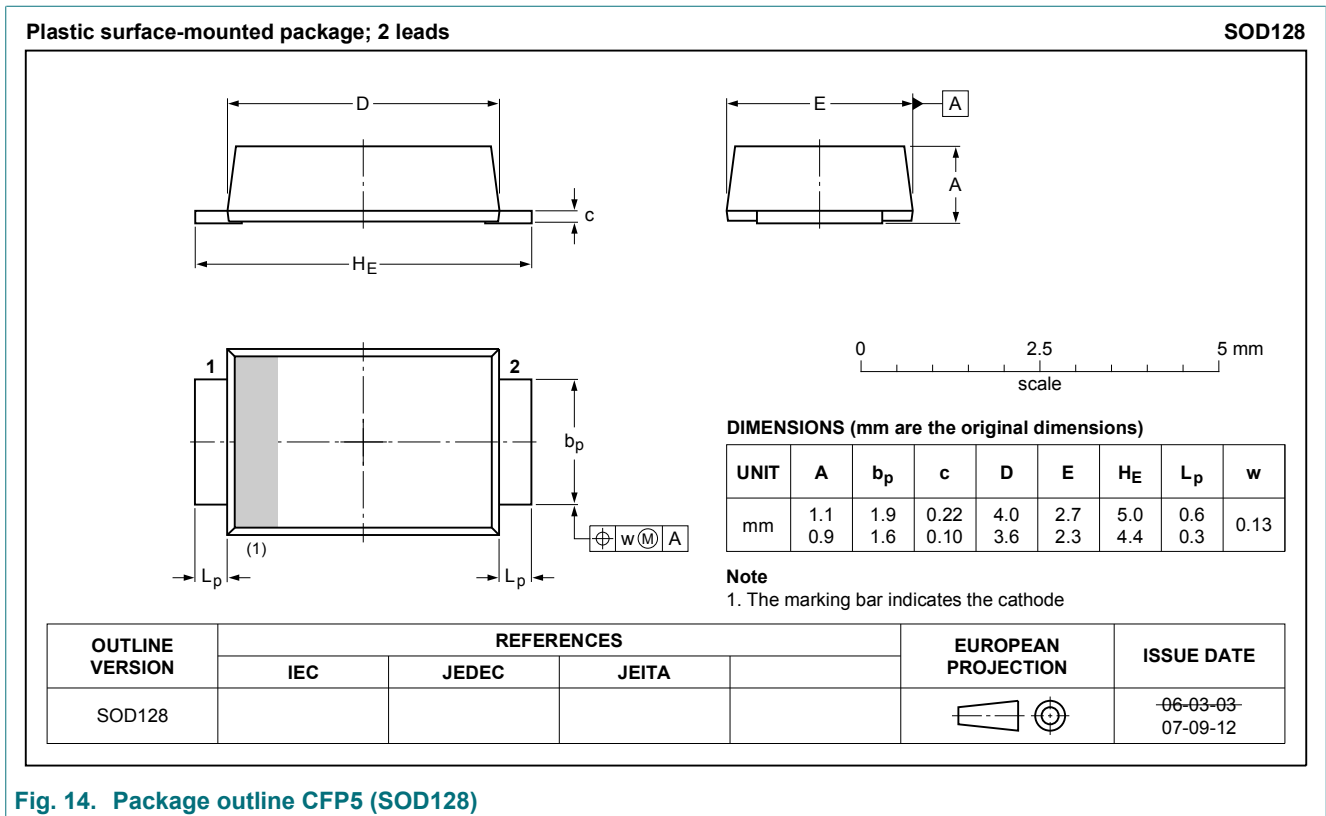 Plastic surface-mounted package; 2 leads SOD128
D E A
A
c
HE
1 2
bp
w M A
(1)
Lp Lp
0 2.5 5 mm
scale
DIMENSIONS (mm are the original dimensions)
UNIT A bp c D E HE Lp w
mm 1.1 1.9 0.22 4.0 2.7 5.0 0.6 0.13
0.9 1.6 0.10 3.6 2.3 4.4 0.3
Note
1. The marking bar indicates the cathode
OUTLINE VERSION REFERENCES EUROPEAN PROJECTION ISSUE DATE
IEC JEDEC JEITA
SOD128 06-03-03
07-09-12
Fig. 14. Package outline CFP5 (SOD128)